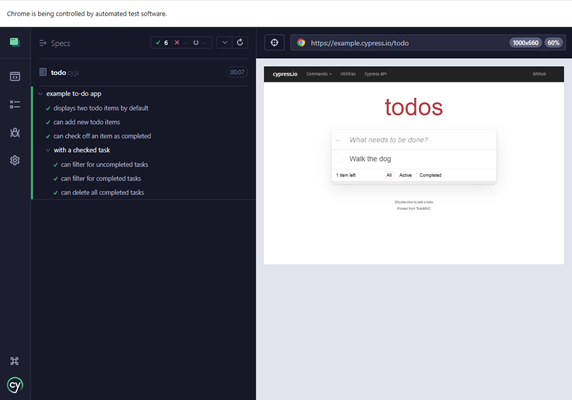 Chrome is being controlled by automated test software.
Specs
✓ 6 ✕ --
todo .cy.js 00:07
example to-do app
displays two todo items by default
can add new todo items
can check off an item as completed
with a checked task
can filter for uncompleted tasks
can filter for completed tasks
can delete all completed tasks
cy
https://example.cypress.io/todo 1000x660 60%
cypress.io Commands Utilities Cypress API GitHub
todos
What needs to be done?
Walk the dog
1 item left All Active Completed
Double-click to edit a todo
Ported from TodoMVC